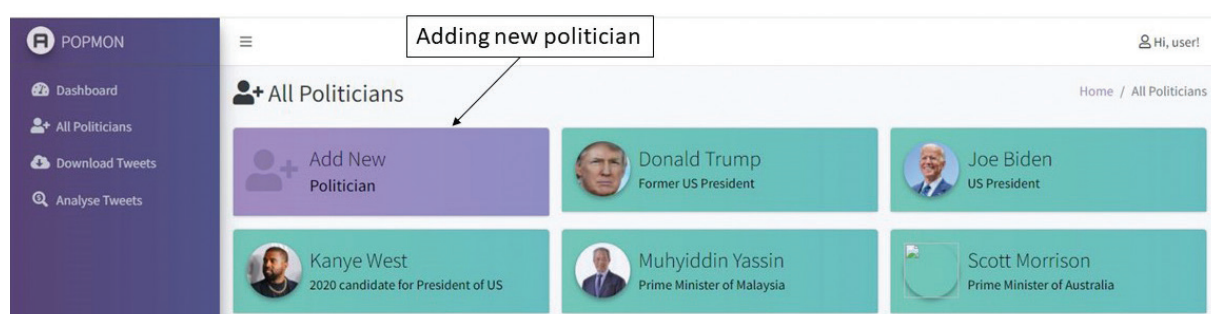 POPMON
Adding new politician
Hi, user!
Dashboard
All Politicians
Download Tweets
Analyse Tweets
All Politicians
Home / All Politicians
Add New
Politician
Donald Trump
Former US President
Joe Biden
US President
Kanye West
2020 candidate for President of US
Muhyiddin Yassin
Prime Minister of Malaysia
Scott Morrison
Prime Minister of Australia